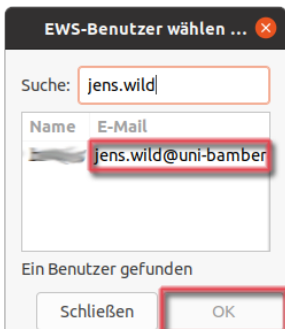 EWS-Benutzer wählen ...
Suche: jens.wild
Name E-Mail
jens.wild@uni-bamber
Ein Benutzer gefunden
Schließen OK